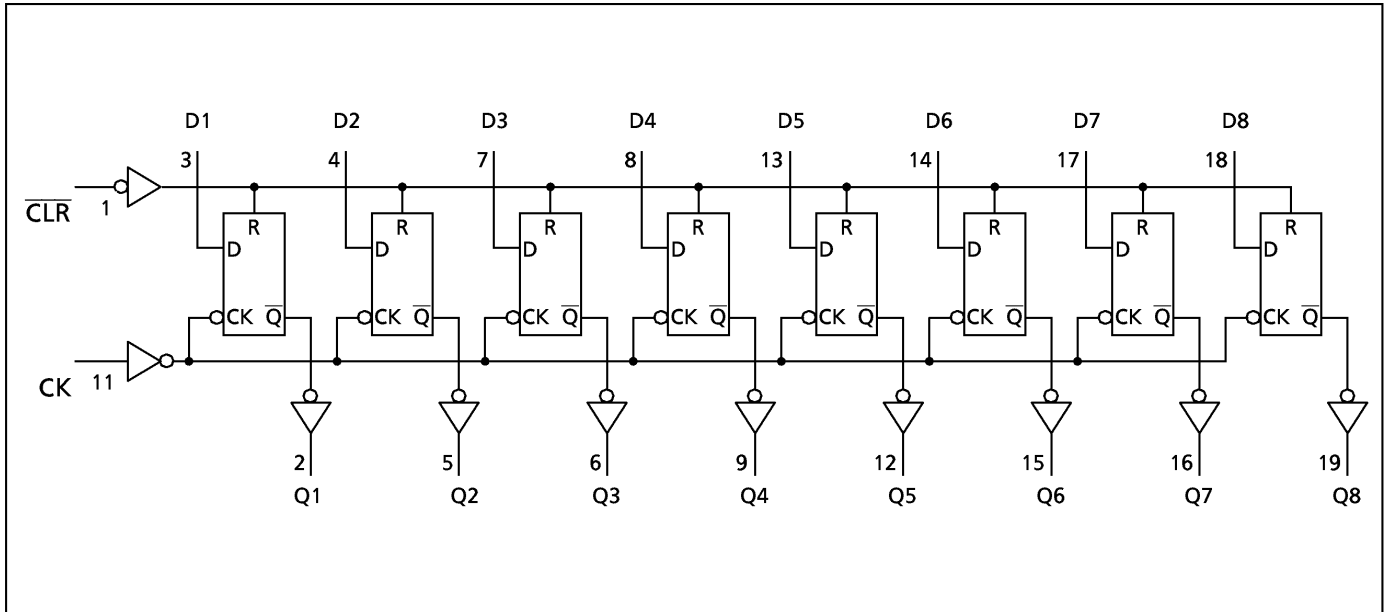 D1 D2 D3 D4 D5 D6 D7 D8
3 4 7 8 13 14 17 18
C̅L̅R̅ 1
R R R R R R R R
D D D D D D D D
CK Q̅ CK Q̅ CK Q̅ CK Q̅ CK Q̅ CK Q̅ CK Q̅ CK Q̅
CK 11
2 5 6 9 12 15 16 19
Q1 Q2 Q3 Q4 Q5 Q6 Q7 Q8